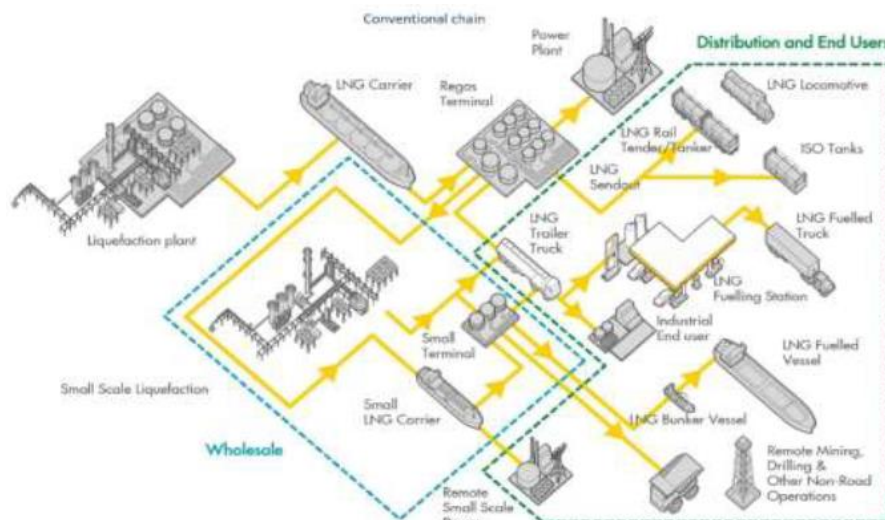 Conventional chain
Power
Plant
Distribution and End Users
LNG Carrier
Regas
Terminal
LNG Locomotive
LNG Rail
Tender/Tanker
ISO Tanks
LNG
Sendout
Liquefaction plant
LNG
Trailer
Truck
LNG Fuelled
Truck
LNG
Fuelling Station
Industrial
End user
Small
Terminal
LNG Fuelled
Vessel
Small Scale Liquefaction
Small
LNG Carrier
LNG Bunker Vessel
Wholesale
Remote Mining,
Drilling &
Other Non-Road
Operations
Remote
Small Scale